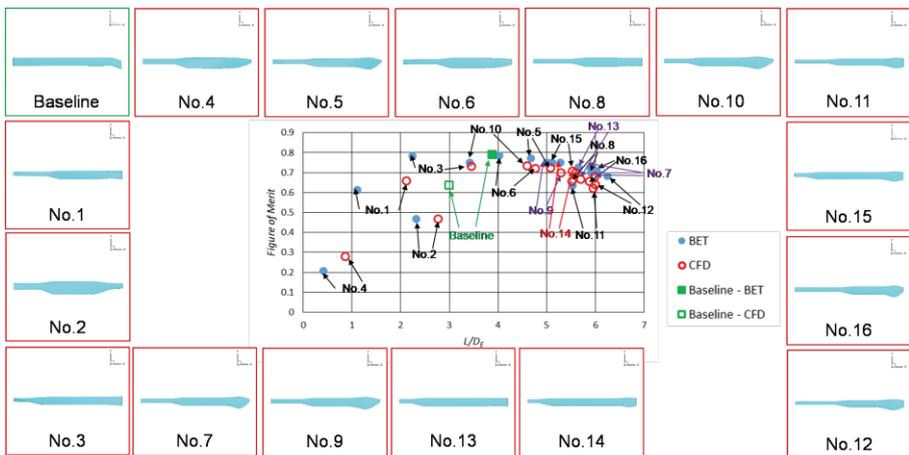 Baseline
No.4
No.5
No.6
No.8
No.10
No.11
No.1
No.15
No.2
No.16
No.3
No.7
No.9
No.13
No.14
No.12
Figure of Merit
0.9
0.8
0.7
0.6
0.5
0.4
0.3
0.2
0.1
0
0 1 2 3 4 5 6 7
L/D_E
No.10
No.5
No.15
No.13
No.8
No.16
No.7
No.3
No.6
No.12
No.1
No.9
No.14
No.11
Baseline
No.2
No.4
BET
CFD
Baseline - BET
Baseline - CFD